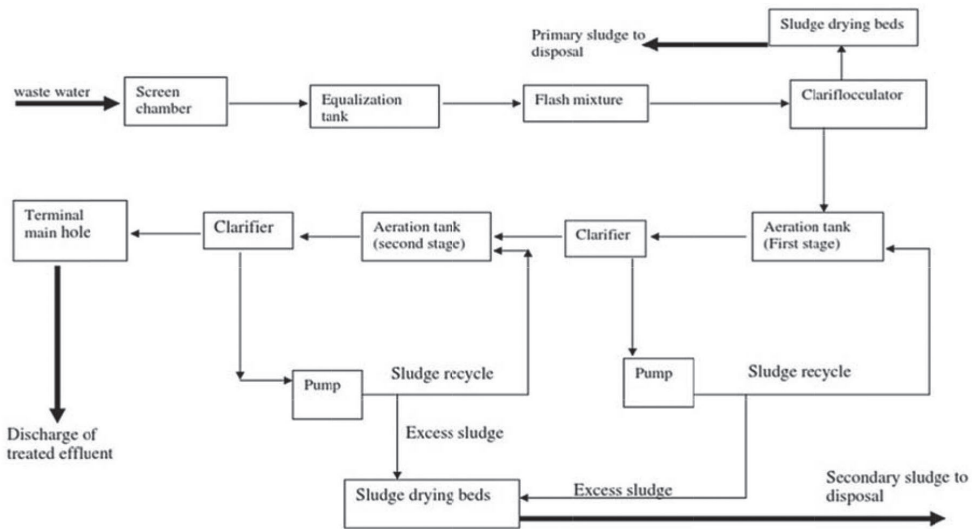 Sludge drying beds
Primary sludge to
disposal
waste water
Screen
chamber
Equalization
tank
Flash mixture
Clariflocculator
Terminal
main hole
Clarifier
Aeration tank
(second stage)
Clarifier
Aeration tank
(First stage)
Pump
Sludge recycle
Pump
Sludge recycle
Discharge of
treated effluent
Excess sludge
Sludge drying beds
Excess sludge
Secondary sludge to
disposal